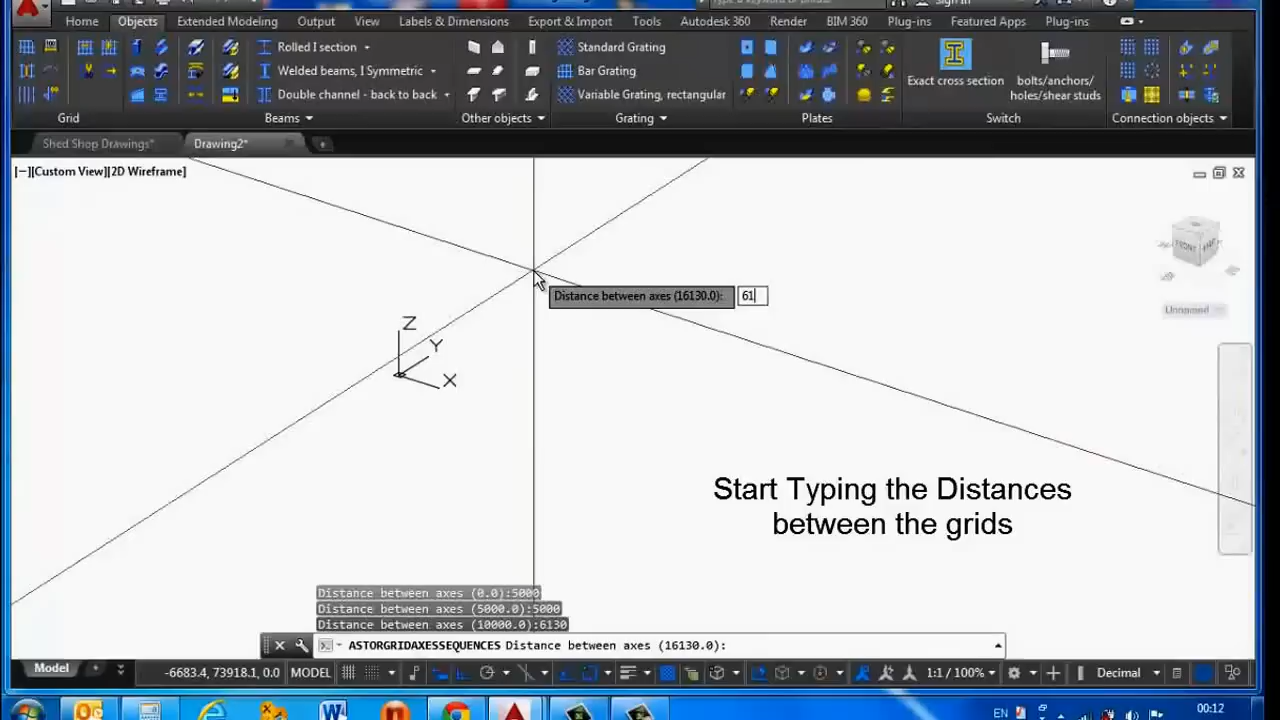 Home Objects Extended Modeling Output View Labels & Dimensions Export & Import Tools Autodesk 360 Render BIM 360 Plug-ins Featured Apps Plug-ins
Rolled I section
Welded beams, I Symmetric
Double channel - back to back
Standard Grating
Bar Grating
Variable Grating, rectangular
Exact cross section
bolts/anchors/
holes/shear studs
Grid Beams Other objects Grating Plates Switch Connection objects
Shed Shop Drawings* Drawing2*
[−][Custom View][2D Wireframe]
FRONT
Unnamed
Distance between axes (16130.0): 61
Z
Y
X
Start Typing the Distances
between the grids
Distance between axes (0.0):5000
Distance between axes (5000.0):5000
Distance between axes (10000.0):6130
ASTORGRIDAXESSEQUENCES Distance between axes (16130.0):
Model
-6683.4, 73918.1, 0.0 MODEL 1:1 / 100% Decimal
EN 00:12